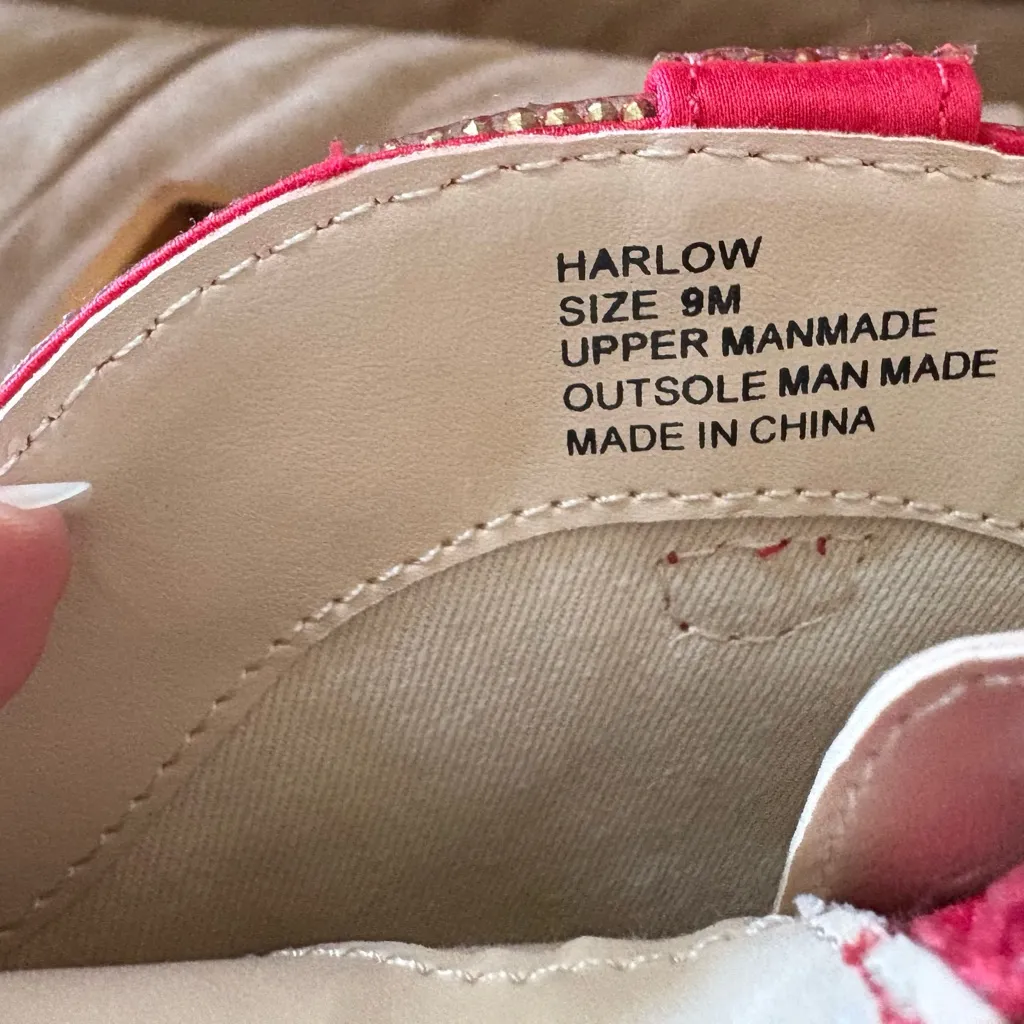 HARLOW
SIZE 9M
UPPER MANMADE
OUTSOLE MAN MADE
MADE IN CHINA